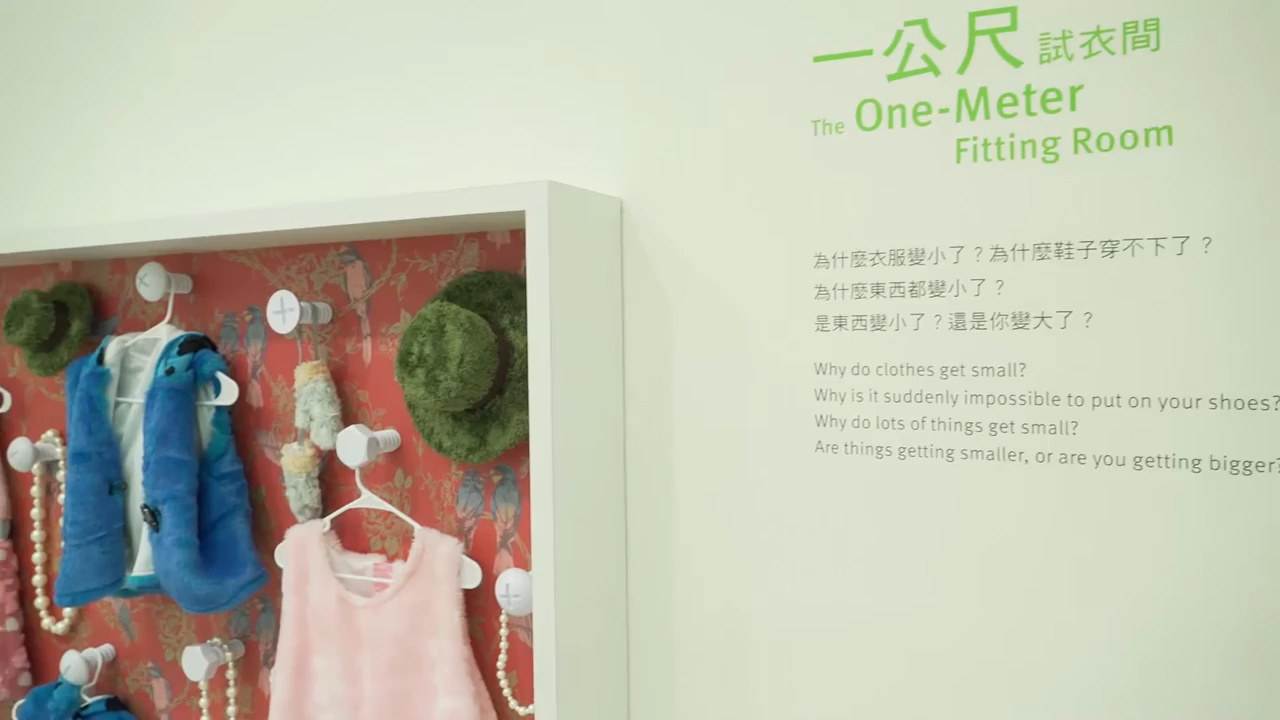 一公尺 試衣間
The One-Meter
Fitting Room
為什麼衣服變小了？為什麼鞋子穿不下了？
為什麼東西都變小了？
是東西變小了？還是你變大了？
Why do clothes get small?
Why is it suddenly impossible to put on your shoes?
Why do lots of things get small?
Are things getting smaller, or are you getting bigger?